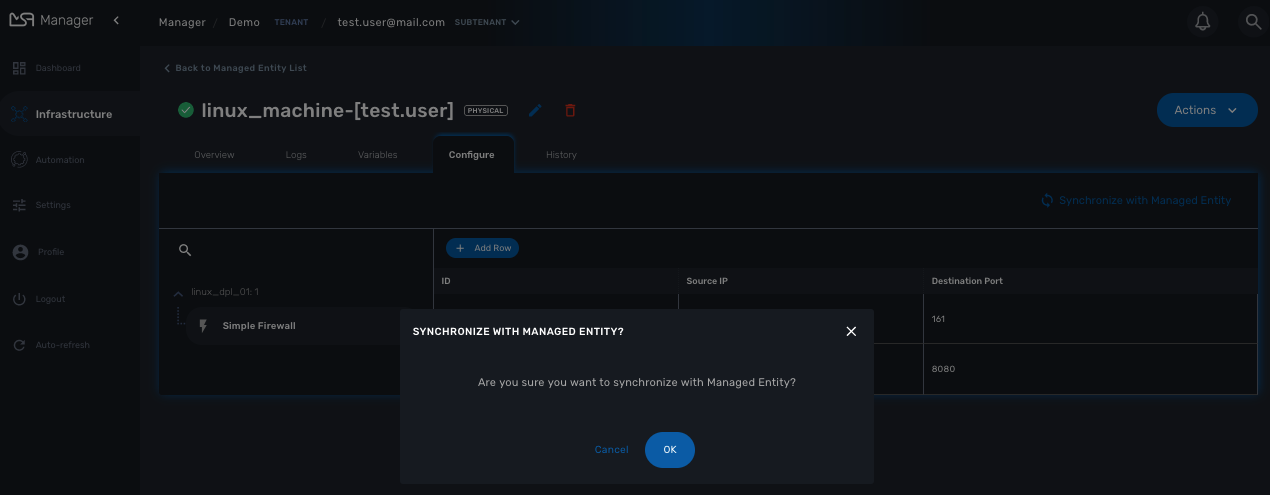 MSA Manager
Manager / Demo TENANT / test.user@mail.com SUBTENANT
Dashboard
Infrastructure
Automation
Settings
Profile
Logout
Auto-refresh
Back to Managed Entity List
linux_machine-[test.user] PHYSICAL
Actions
Overview Logs Variables Configure History
Synchronize with Managed Entity
Add Row
linux_dpl_01: 1
Simple Firewall
ID Source IP Destination Port
161
8080
SYNCHRONIZE WITH MANAGED ENTITY?
Are you sure you want to synchronize with Managed Entity?
Cancel OK